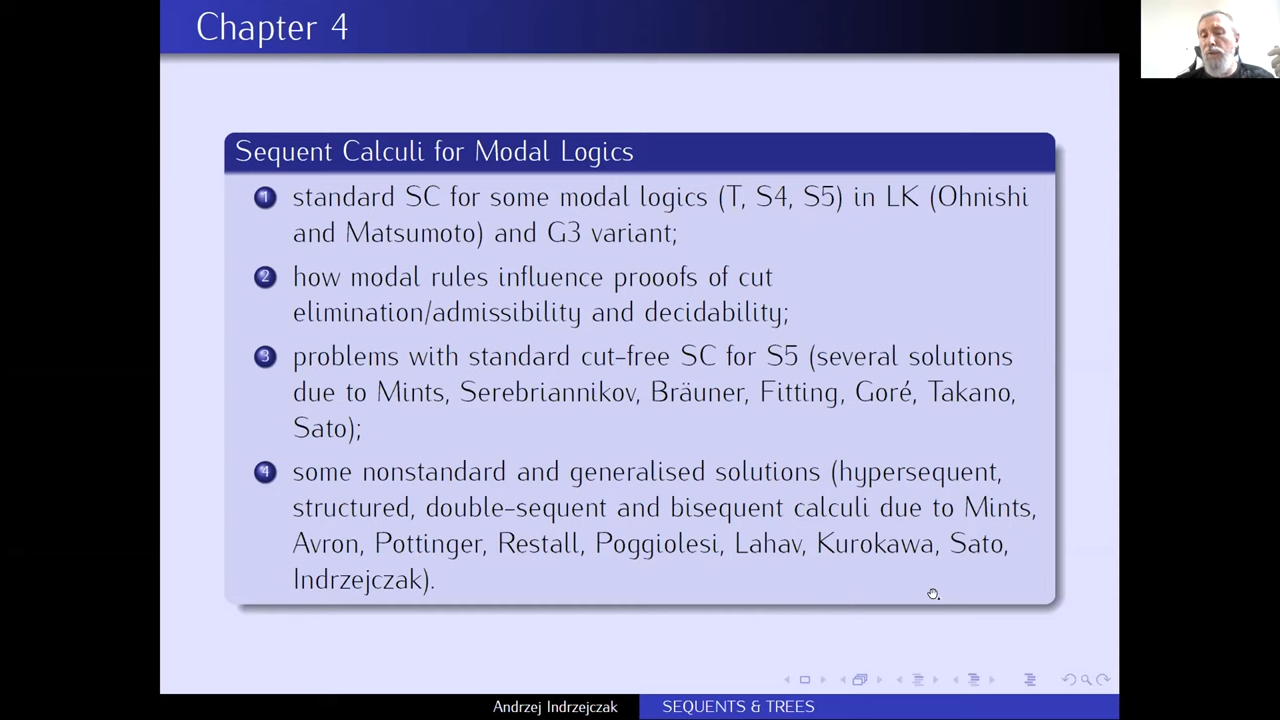 Chapter 4
Sequent Calculi for Modal Logics
1 standard SC for some modal logics (T, S4, S5) in LK (Ohnishi
and Matsumoto) and G3 variant;
2 how modal rules influence prooofs of cut
elimination/admissibility and decidability;
3 problems with standard cut-free SC for S5 (several solutions
due to Mints, Serebriannikov, Bräuner, Fitting, Goré, Takano,
Sato);
4 some nonstandard and generalised solutions (hypersequent,
structured, double-sequent and bisequent calculi due to Mints,
Avron, Pottinger, Restall, Poggiolesi, Lahav, Kurokawa, Sato,
Indrzejczak).
Andrzej Indrzejczak
SEQUENTS & TREES